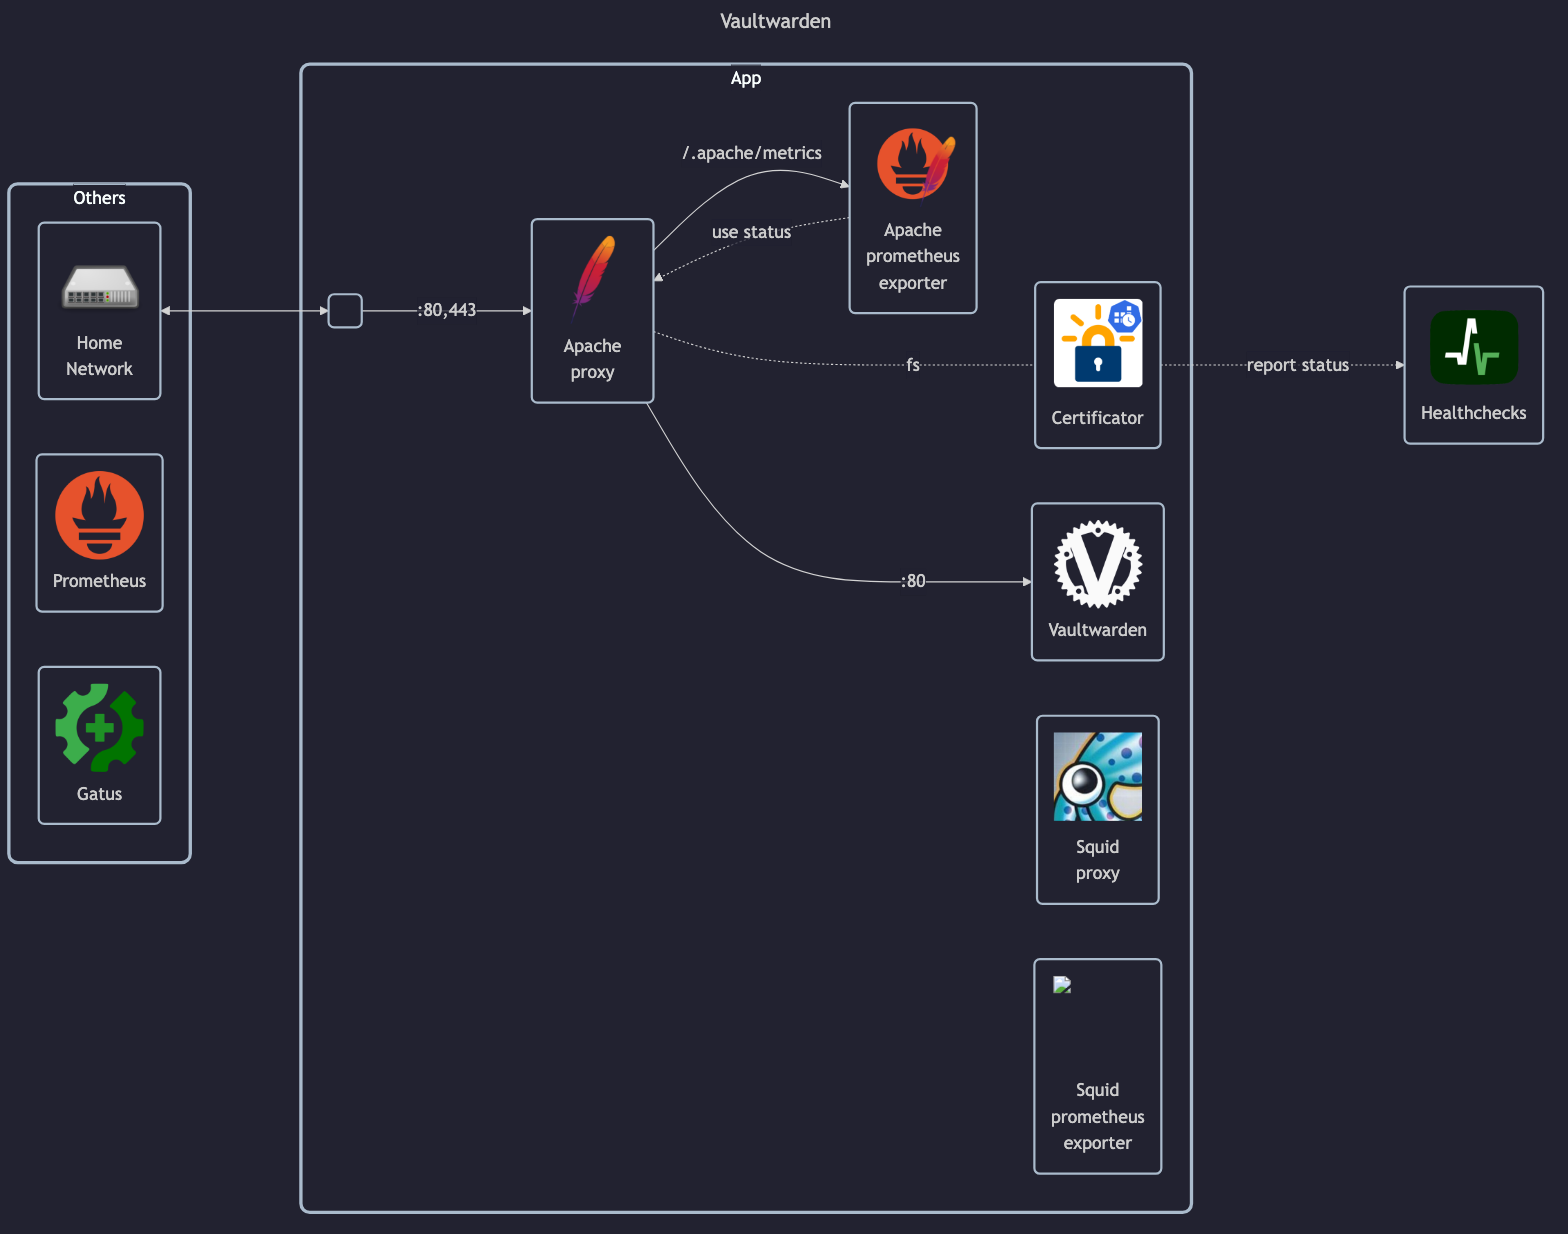 Vaultwarden
App
Others
Home
Network
Prometheus
Gatus
:80,443
Apache
proxy
/.apache/metrics
use status
Apache
prometheus
exporter
fs
Certificator
report status
Healthchecks
:80
Vaultwarden
Squid
proxy
Squid
prometheus
exporter